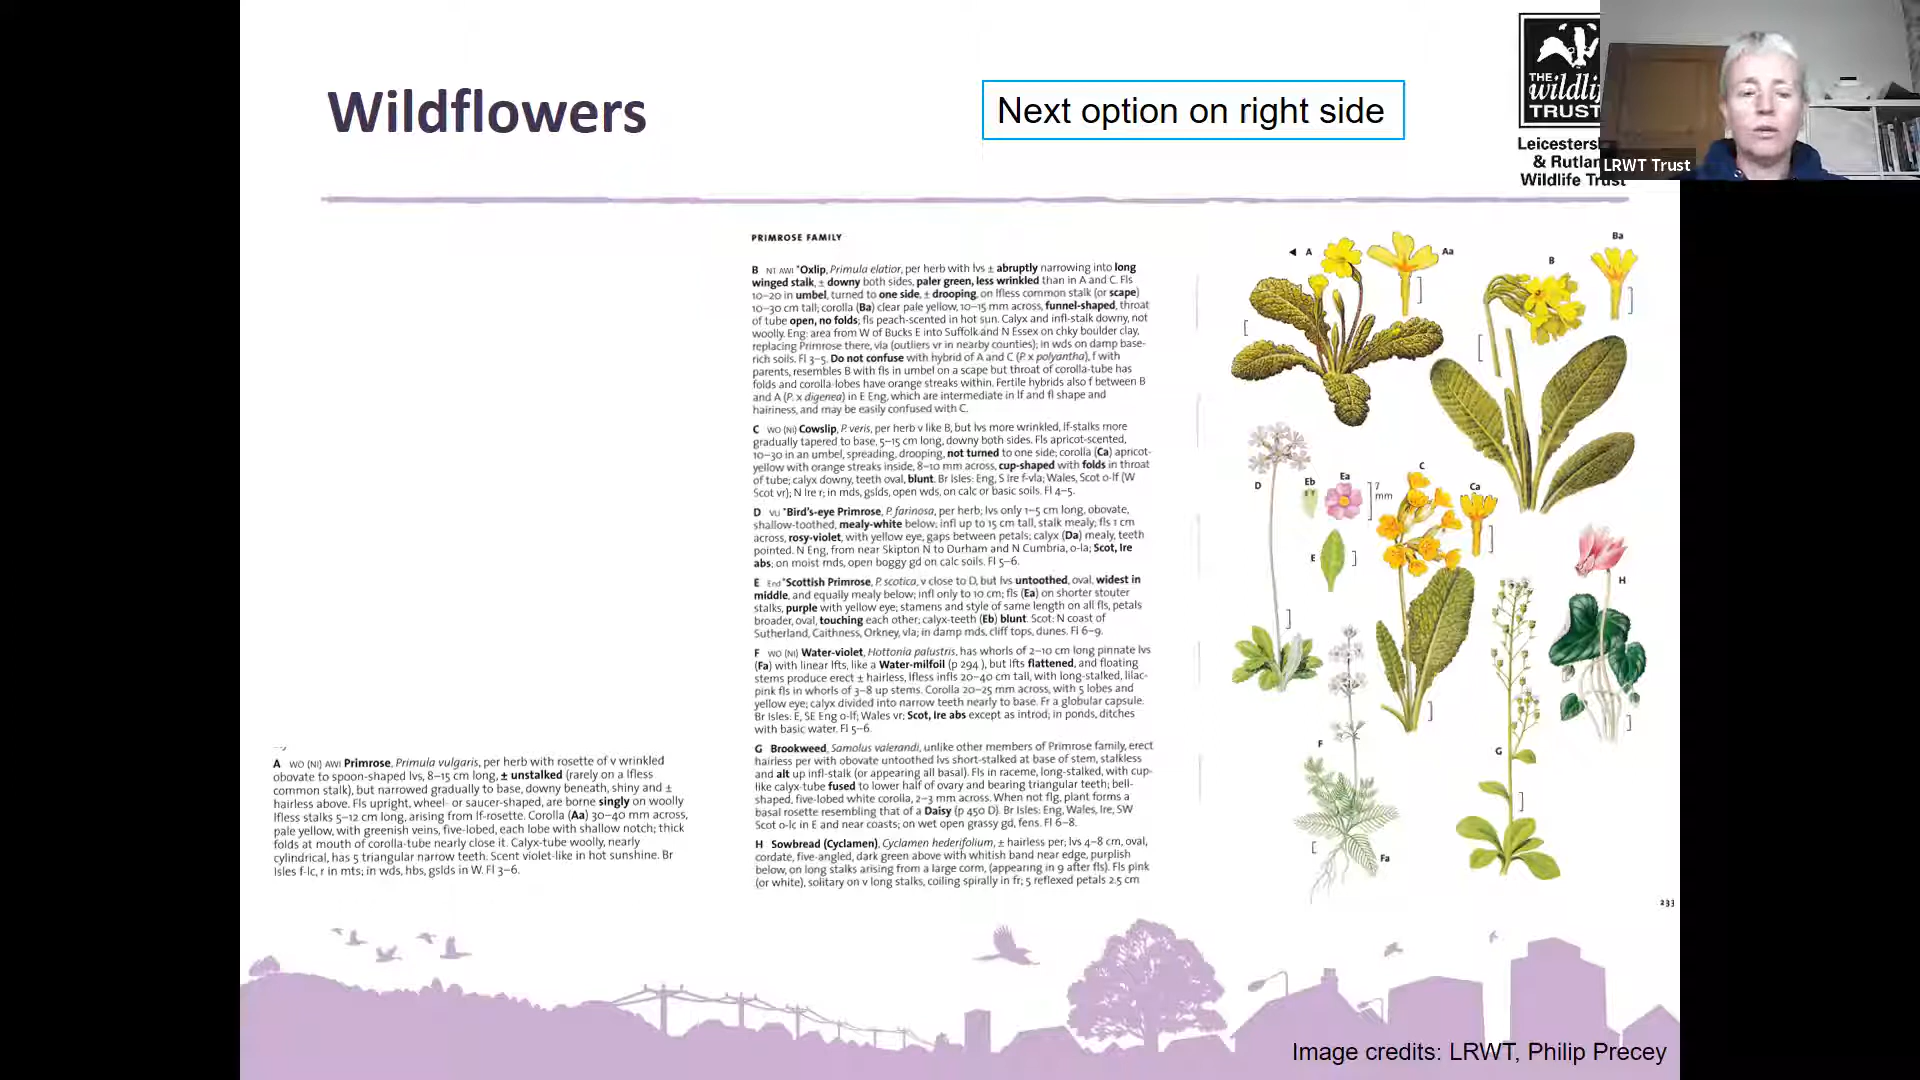 Wildflowers
Next option on right side
THE
wildli
TRUST
Leicesters
& Rutlan
Wildlife Trust
LRWT Trust
A WO (NI) AWI Primrose, Primula vulgaris, per herb with rosette of v wrinkled
obovate to spoon-shaped lvs, 8–15 cm long, ± unstalked (rarely on a lfless
common stalk), but narrowed gradually to base, downy beneath, shiny and ±
hairless above. Fls upright, wheel- or saucer-shaped, are borne singly on woolly
lfless stalks 5–12 cm long, arising from lf-rosette. Corolla (Aa) 30–40 mm across,
pale yellow, with greenish veins, five-lobed, each lobe with shallow notch; thick
folds at mouth of corolla-tube nearly close it. Calyx-tube woolly, nearly
cylindrical, has 5 triangular narrow teeth. Scent violet-like in hot sunshine. Br
Isles f-lc, r in mts; in wds, hbs, gslds in W. Fl 3–6.
PRIMROSE FAMILY
B NT AWI *Oxlip, Primula elatior, per herb with lvs ± abruptly narrowing into long
winged stalk, ± downy both sides, paler green, less wrinkled than in A and C. Fls
10–20 in umbel, turned to one side, ± drooping, on lfless common stalk (or scape)
10–30 cm tall; corolla (Ba) clear pale yellow, 10–15 mm across, funnel-shaped, throat
of tube open, no folds; fls peach-scented in hot sun. Calyx and infl-stalk downy, not
woolly. Eng: area from W of Bucks E into Suffolk and N Essex on chky boulder clay,
replacing Primrose there, vla (outliers vr in nearby counties); in wds on damp base-
rich soils. Fl 3–5. Do not confuse with hybrid of A and C (P. x polyantha), f with
parents, resembles B with fls in umbel on a scape but throat of corolla-tube has
folds and corolla-lobes have orange streaks within. Fertile hybrids also f between B
and A (P. x digenea) in E Eng, which are intermediate in lf and fl shape and
hairiness, and may be easily confused with C.
C WO (NI) Cowslip, P. veris, per herb v like B, but lvs more wrinkled, lf-stalks more
gradually tapered to base, 5–15 cm long, downy both sides. Fls apricot-scented,
10–30 in an umbel, spreading, drooping, not turned to one side; corolla (Ca) apricot-
yellow with orange streaks inside, 8–10 mm across, cup-shaped with folds in throat
of tube; calyx downy, teeth oval, blunt. Br Isles: Eng, S Ire f-vla; Wales, Scot o-lf (W
Scot vr); N Ire r; in mds, gslds, open wds, on calc or basic soils. Fl 4–5.
D VU *Bird's-eye Primrose, P. farinosa, per herb; lvs only 1–5 cm long, obovate,
shallow-toothed, mealy-white below; infl up to 15 cm tall, stalk mealy; fls 1 cm
across, rosy-violet, with yellow eye, gaps between petals; calyx (Da) mealy, teeth
pointed. N Eng, from near Skipton N to Durham and N Cumbria, o-la; Scot, Ire
abs; on moist mds, open boggy gd on calc soils. Fl 5–6.
E End *Scottish Primrose, P. scotica, v close to D, but lvs untoothed, oval, widest in
middle, and equally mealy below; infl only to 10 cm; fls (Ea) on shorter stouter
stalks, purple with yellow eye; stamens and style of same length on all fls, petals
broader, oval, touching each other; calyx-teeth (Eb) blunt. Scot: N coast of
Sutherland, Caithness, Orkney, vla; in damp mds, cliff tops, dunes. Fl 6–9.
F WO (NI) Water-violet, Hottonia palustris, has whorls of 2–10 cm long pinnate lvs
(Fa) with linear lfts, like a Water-milfoil (p 294 ), but lfts flattened, and floating
stems produce erect ± hairless, lfless infls 20–40 cm tall, with long-stalked, lilac-
pink fls in whorls of 3–8 up stems. Corolla 20–25 mm across, with 5 lobes and
yellow eye; calyx divided into narrow teeth nearly to base. Fr a globular capsule.
Br Isles: E, SE Eng o-lf; Wales vr; Scot, Ire abs except as introd; in ponds, ditches
with basic water. Fl 5–6.
G Brookweed, Samolus valerandi, unlike other members of Primrose family, erect
hairless per with obovate untoothed lvs short-stalked at base of stem, stalkless
and alt up infl-stalk (or appearing all basal). Fls in raceme, long-stalked, with cup-
like calyx-tube fused to lower half of ovary and bearing triangular teeth; bell-
shaped, five-lobed white corolla, 2–3 mm across. When not flg, plant forms a
basal rosette resembling that of a Daisy (p 450 D). Br Isles: Eng, Wales, Ire, SW
Scot o-lc in E and near coasts; on wet open grassy gd, fens. Fl 6–8.
H Sowbread (Cyclamen), Cyclamen hederifolium, ± hairless per; lvs 4–8 cm, oval,
cordate, five-angled, dark green above with whitish band near edge, purplish
below, on long stalks arising from a large corm, (appearing in 9 after fls). Fls pink
(or white), solitary on v long stalks, coiling spirally in fr; 5 reflexed petals 2.5 cm
A
Aa
B
Ba
D
Eb
Ea
7
mm
C
Ca
E
H
F
G
Fa
233
Image credits: LRWT, Philip Precey